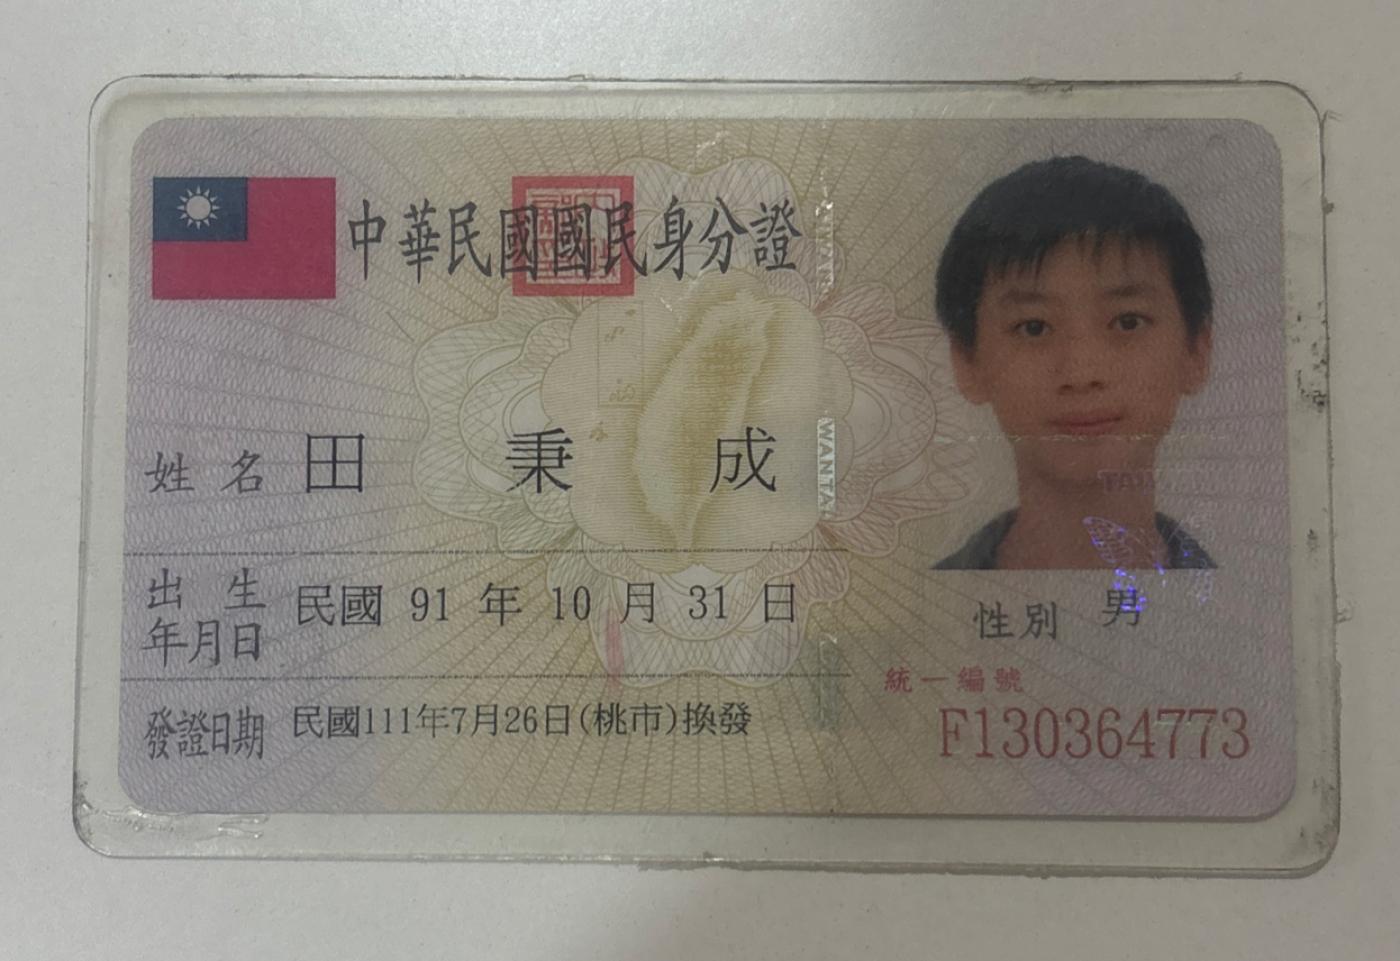 中華民國國民身分證
姓名 田秉成
出生年月日 民國 91 年 10 月 31 日
性別 男
發證日期 民國111年7月26日(桃市)換發
統一編號
F130364773
TAIWAN